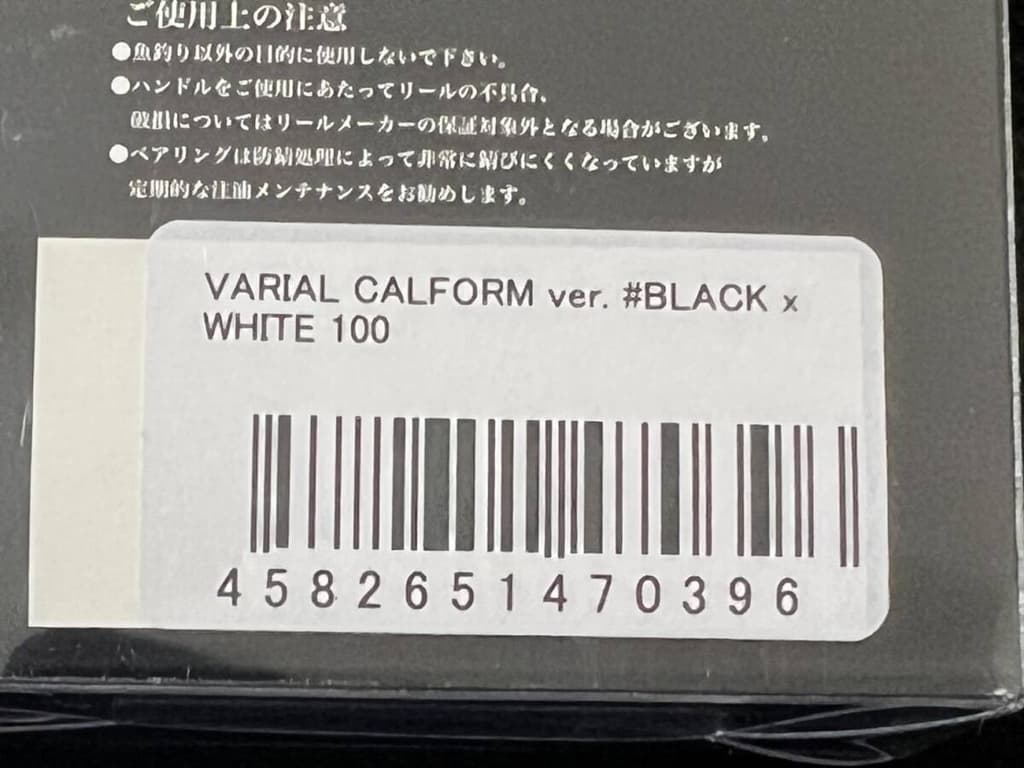 ご使用上の注意
●魚釣り以外の目的に使用しないで下さい。
●ハンドルをご使用にあたってリールの不具合、
破損についてはリールメーカーの保証対象外となる場合がございます。
●ベアリングは防錆処理によって非常に錆びにくくなっていますが
定期的な注油メンテナンスをお勧めします。
VARIAL CALFORM ver. #BLACK x
WHITE 100
4582651470396